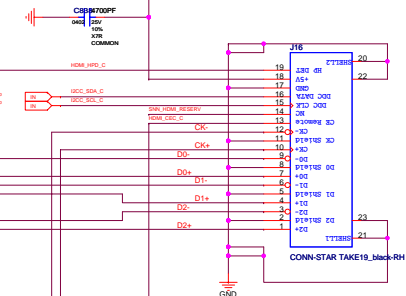 C8B84700PF
0402 25V
10%
X7R
COMMON
J16
HDMI_HPD_C
19 HP DET SHELL2 20
18 +5V 22
17 GND
IN I2CC_SDA_C 16 DDC DATA
IN I2CC_SCL_C 15 DDC CLK
SNN_HDMI_RESERV 14 NC
HDMI_CEC_C 13 CE Remote
CK- 12 CK-
11 CK Shield
CK+ 10 CK+
D0- 9 D0-
8 D0 Shield
D0+ 7 D0+
D1- 6 D1-
5 D1 Shield
D1+ 4 D1+
D2- 3 D2-
2 D2 Shield 23
D2+ 1 D2+
SHELL1 21
CONN-STAR TAKE19_black-RH
GND